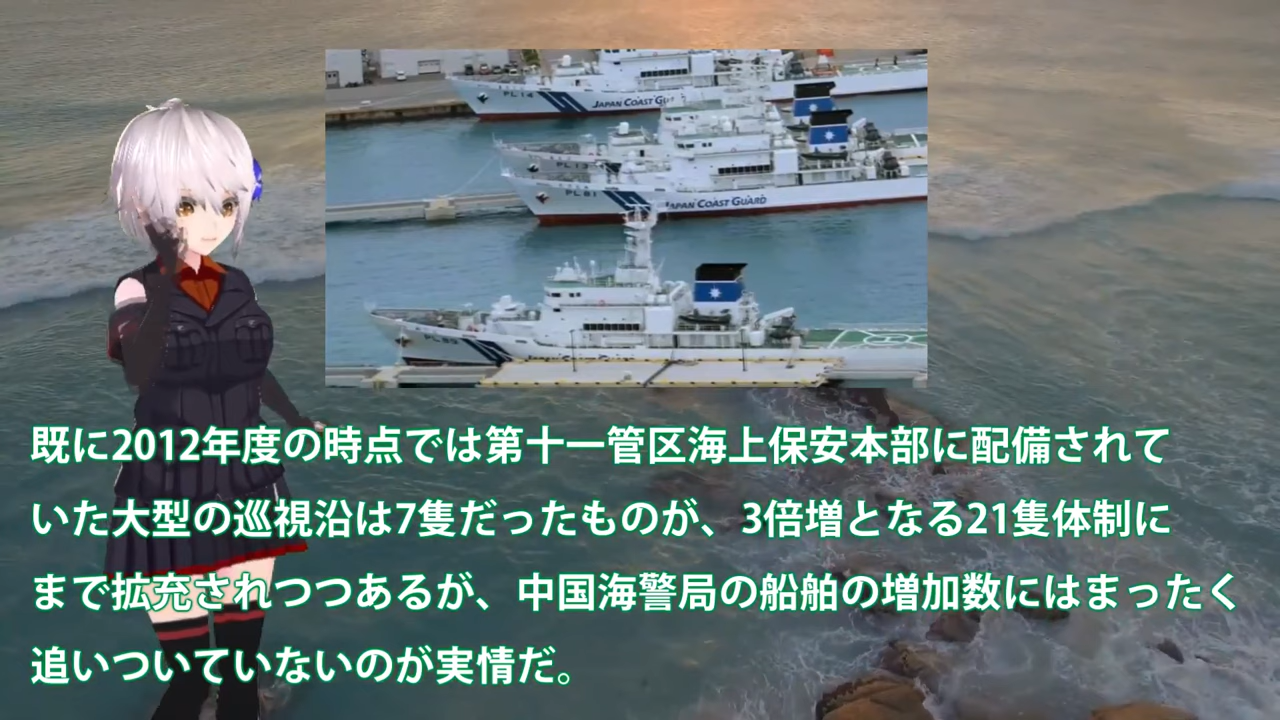 PL14
JAPAN COAST GU
PL13
PL81
JAPAN COAST GUARD
既に2012年度の時点では第十一管区海上保安本部に配備されて
いた大型の巡視沿は7隻だったものが、3倍増となる21隻体制に
まで拡充されつつあるが、中国海警局の船舶の増加数にはまったく
追いついていないのが実情だ。